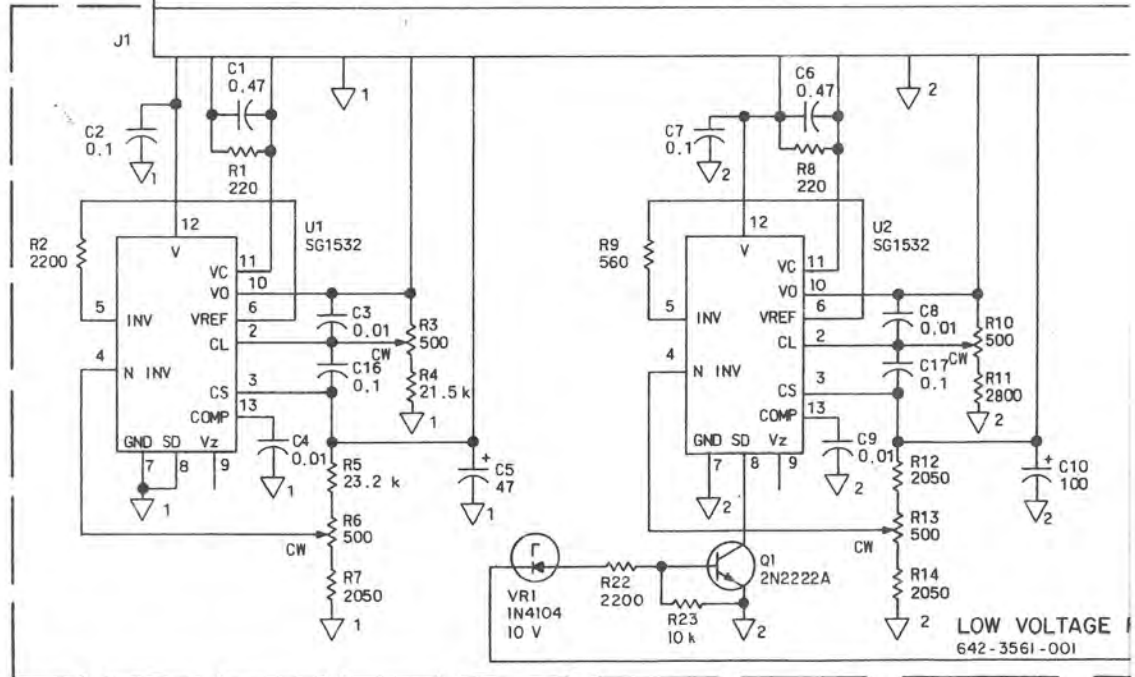 J1
C1
0.47
1
C2
0.1
1
R1
220
12
V
U1
SG1532
R2
2200
VC
11
VO
10
6
VREF
2
CL
5
INV
4
N INV
C3
0.01
CW
R3
500
C16
0.1
R4
21.5 k
1
CS
3
COMP
13
GND
SD
Vz
7
8
9
C4
0.01
1
1
R5
23.2 k
+
C5
47
1
CW
R6
500
R7
2050
1
C6
0.47
2
C7
0.1
2
R8
220
12
V
U2
SG1532
R9
560
VC
11
VO
10
6
VREF
CL
2
5
INV
4
N INV
C8
0.01
CW
R10
500
C17
0.1
R11
2800
2
CS
3
COMP
13
GND
SD
Vz
7
8
9
C9
0.01
2
2
R12
2050
+
C10
100
2
CW
R13
500
R14
2050
2
VR1
1N4104
10 V
R22
2200
R23
10 k
Q1
2N2222A
2
LOW VOLTAGE
642-3561-001